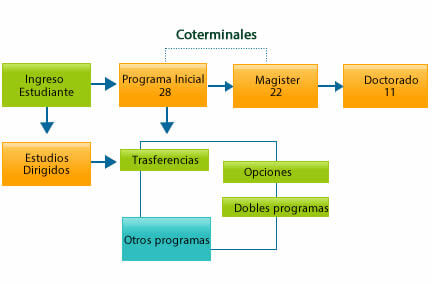 Coterminales
Ingreso
Estudiante
Programa Inicial
28
Magister
22
Doctorado
11
Estudios
Dirigidos
Trasferencias
Opciones
Dobles programas
Otros programas